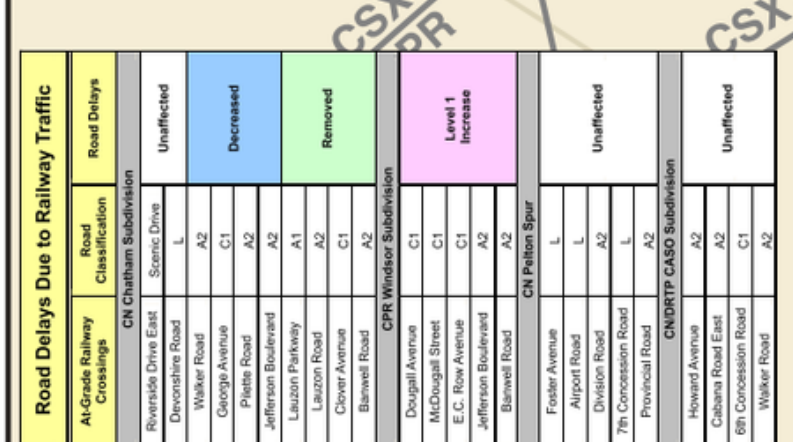 CSX
CPR
CSX
Road Delays Due to Railway Traffic
At-Grade Railway Crossings Road Classification Road Delays
CN Chatham Subdivision
Riverside Drive East Scenic Drive Unaffected
Devonshire Road L
Walker Road A2 Decreased
George Avenue C1
Pilette Road A2
Jefferson Boulevard A2
Lauzon Parkway A1 Removed
Lauzon Road A2
Clover Avenue C1
Banwell Road A2
CPR Windsor Subdivision
Dougall Avenue C1 Level 1 Increase
McDougall Street C1
E.C. Row Avenue C1
Jefferson Boulevard A2
Banwell Road A2
CN Pelton Spur
Foster Avenue L Unaffected
Airport Road L
Division Road A2
7th Concession Road L
Provincial Road A2
CN/DRTP CASO Subdivision
Howard Avenue A2 Unaffected
Cabana Road East A2
6th Concession Road C1
Walker Road A2